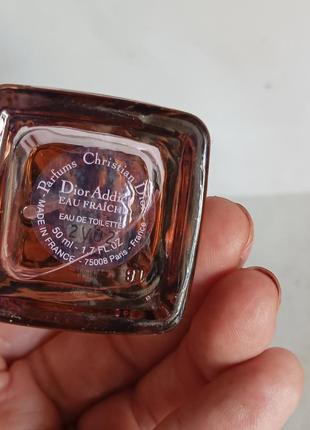 Parfums Christian Dior
Dior Addict
EAU FRAÎCHE
EAU DE TOILETTE
50 ml - 1.7 FL.OZ
MADE IN FRANCE - 75008 Paris - France